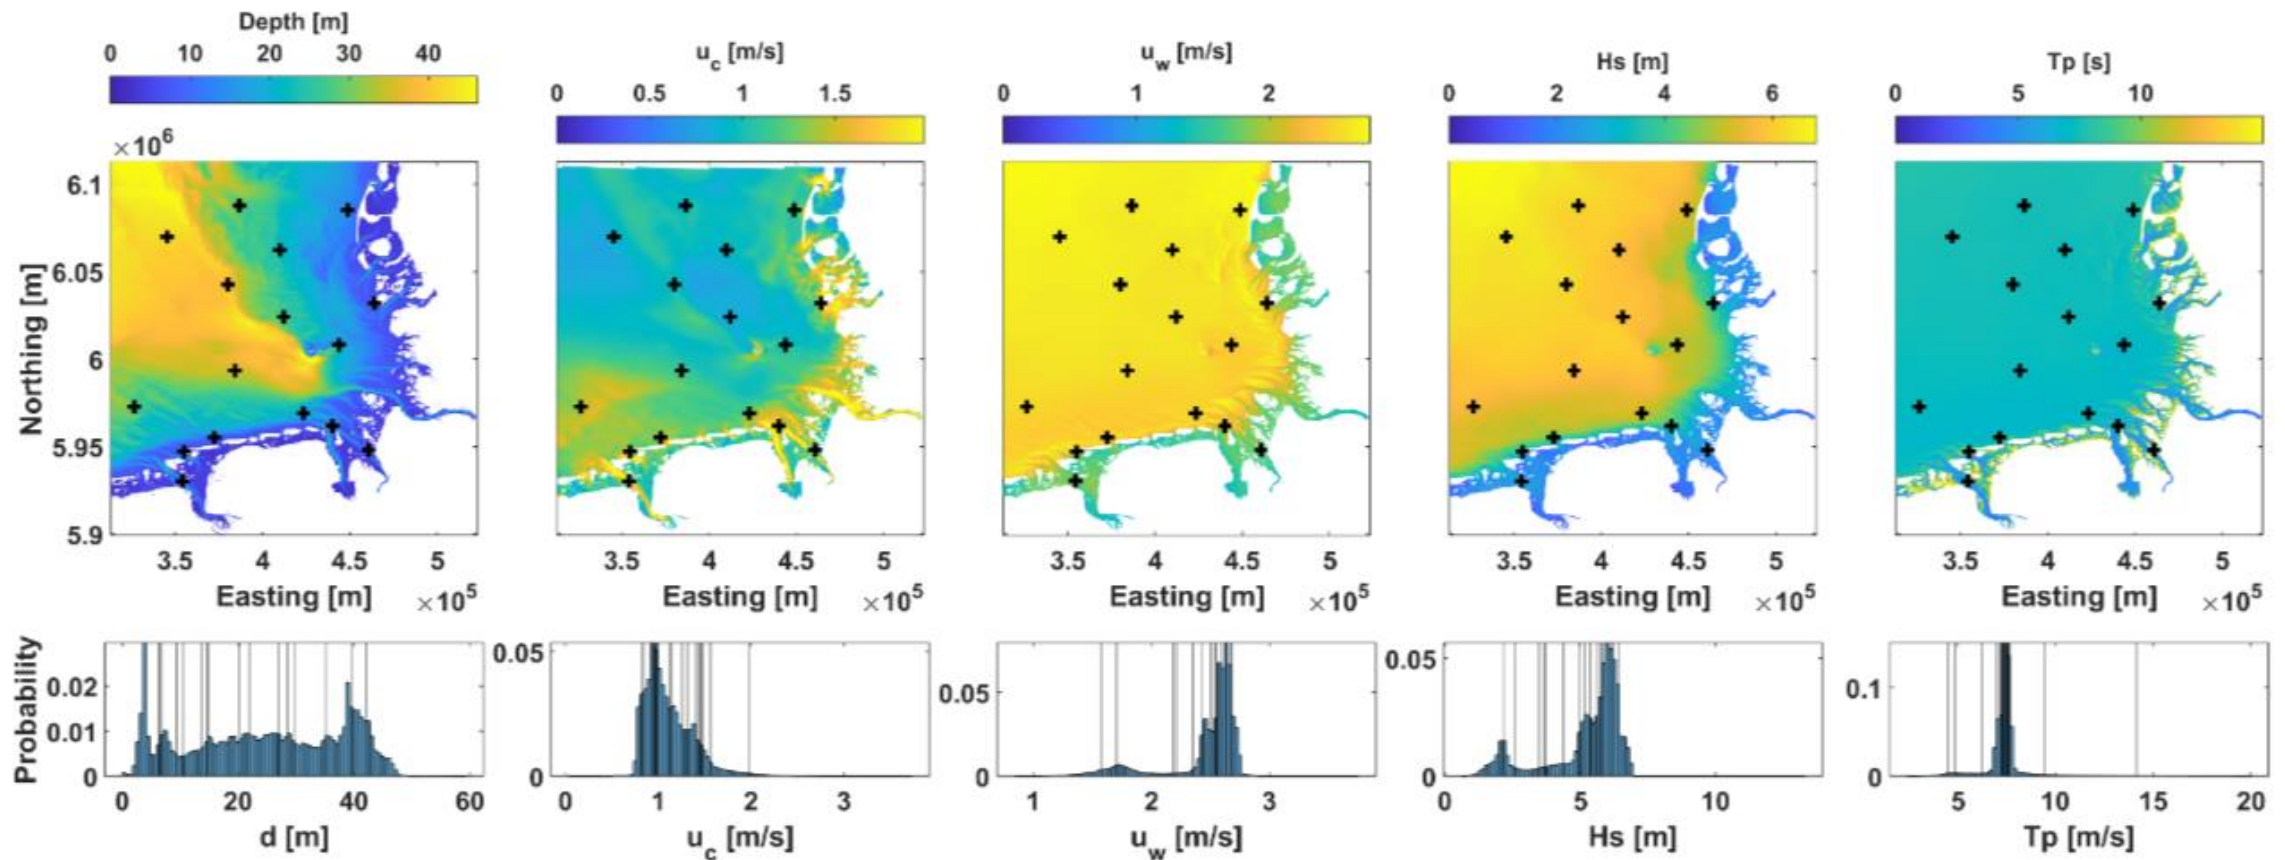 Depth [m]
0 10 20 30 40
u_c [m/s]
0 0.5 1 1.5
u_w [m/s]
0 1 2
Hs [m]
0 2 4 6
Tp [s]
0 5 10
×10^6
Northing [m]
6.1
6.05
6
5.95
5.9
3.5 4 4.5 5
3.5 4 4.5 5
3.5 4 4.5 5
3.5 4 4.5 5
3.5 4 4.5 5
Easting [m] ×10^5
Easting [m] ×10^5
Easting [m] ×10^5
Easting [m] ×10^5
Easting [m] ×10^5
Probability
0.02
0.01
0
0 20 40 60
d [m]
0.05
0
0 1 2 3
u_c [m/s]
0.05
0
1 2 3
u_w [m/s]
0.05
0
0 5 10
Hs [m]
0.1
0
5 10 15 20
Tp [m/s]